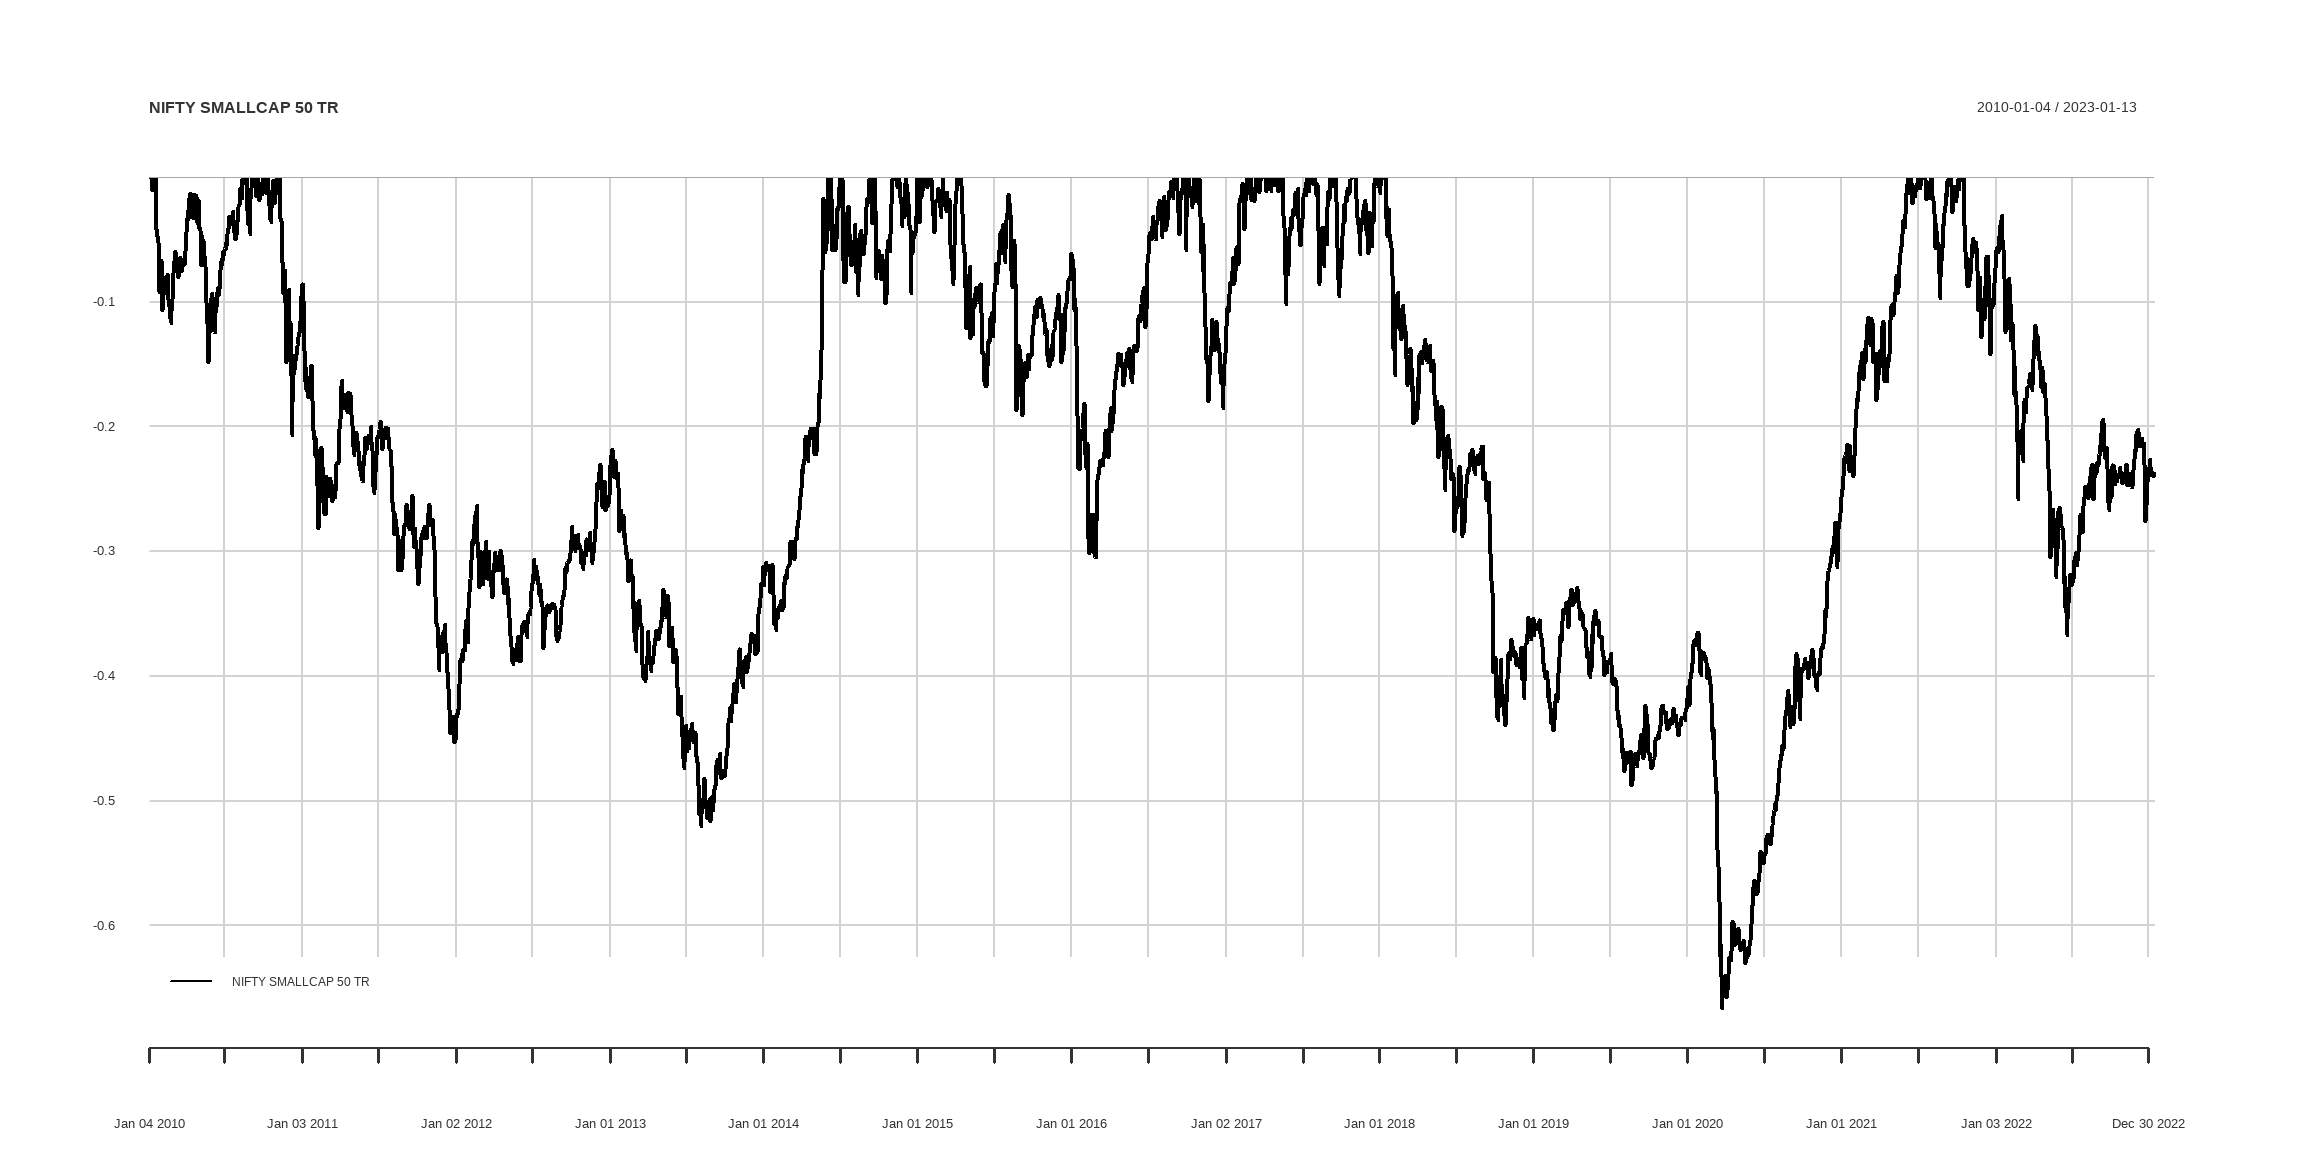 NIFTY SMALLCAP 50 TR
2010-01-04 / 2023-01-13
-0.1
-0.2
-0.3
-0.4
-0.5
-0.6
NIFTY SMALLCAP 50 TR
Jan 04 2010
Jan 03 2011
Jan 02 2012
Jan 01 2013
Jan 01 2014
Jan 01 2015
Jan 01 2016
Jan 02 2017
Jan 01 2018
Jan 01 2019
Jan 01 2020
Jan 01 2021
Jan 03 2022
Dec 30 2022